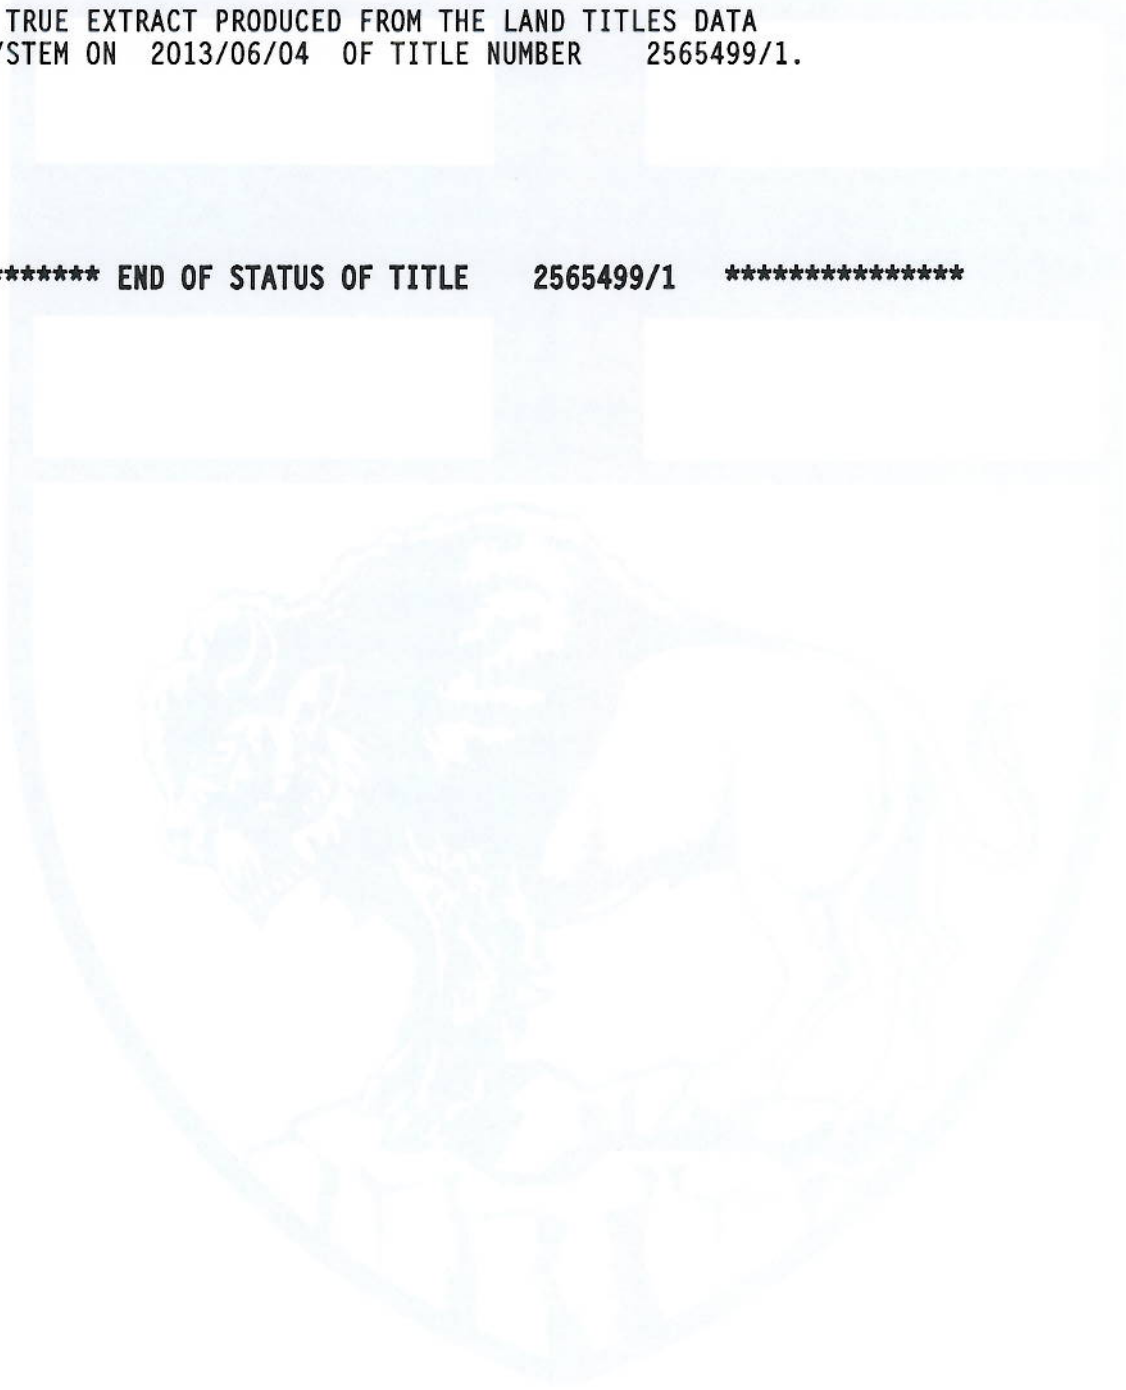 TRUE EXTRACT PRODUCED FROM THE LAND TITLES DATA
YSTEM ON 2013/06/04 OF TITLE NUMBER 2565499/1.
******* END OF STATUS OF TITLE 2565499/1 ***************